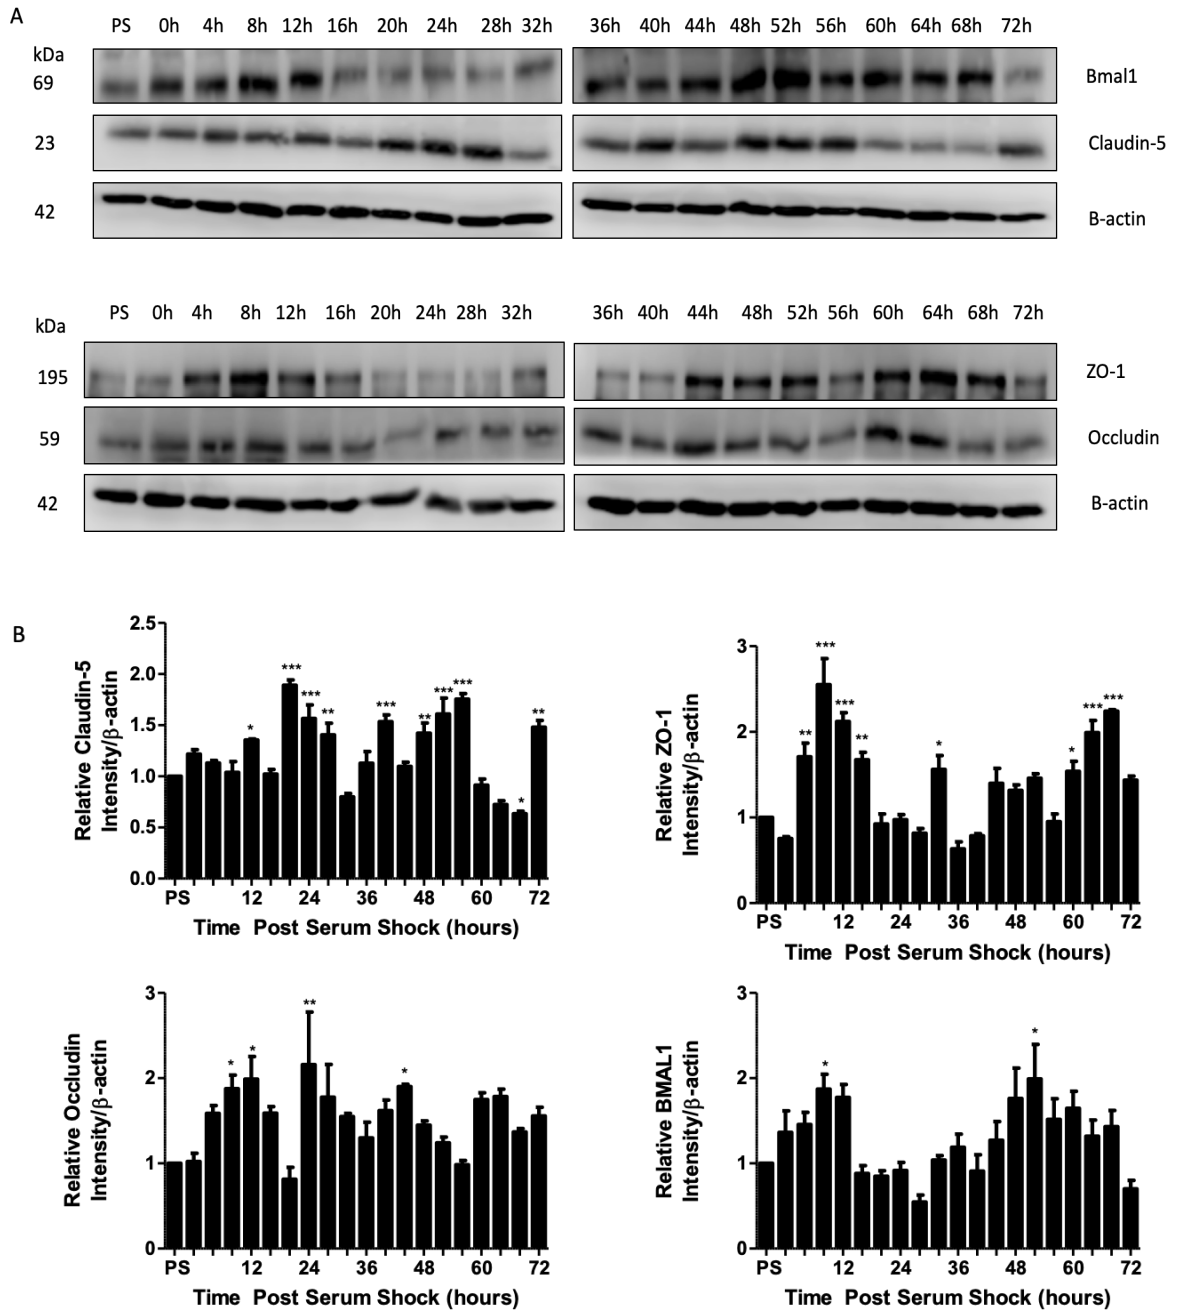 A
PS 0h 4h 8h 12h 16h 20h 24h 28h 32h 36h 40h 44h 48h 52h 56h 60h 64h 68h 72h
kDa
69 Bmal1
23 Claudin-5
42 B-actin
PS 0h 4h 8h 12h 16h 20h 24h 28h 32h 36h 40h 44h 48h 52h 56h 60h 64h 68h 72h
kDa
195 ZO-1
59 Occludin
42 B-actin
B
Relative Claudin-5
Intensity/β-actin
2.5
2.0
1.5
1.0
0.5
0.0
* *** *** ** *** ** *** *** * **
PS 12 24 36 48 60 72
Time Post Serum Shock (hours)
Relative ZO-1
Intensity/β-actin
3
2
1
0
** *** *** ** * * *** ***
PS 12 24 36 48 60 72
Time Post Serum Shock (hours)
Relative Occludin
Intensity/β-actin
3
2
1
0
* * ** *
PS 12 24 36 48 60 72
Time Post Serum Shock (hours)
Relative BMAL1
Intensity/β-actin
3
2
1
0
* *
PS 12 24 36 48 60 72
Time Post Serum Shock (hours)